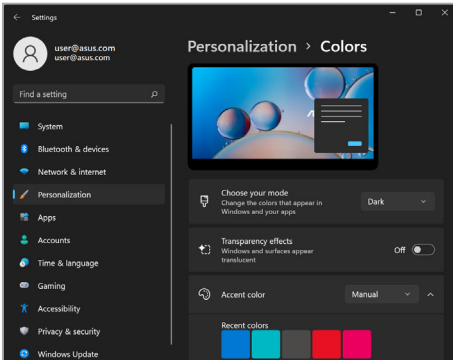 Settings
user@asus.com
user@asus.com
Find a setting
System
Bluetooth & devices
Network & internet
Personalization
Apps
Accounts
Time & language
Gaming
Accessibility
Privacy & security
Windows Update
Personalization > Colors
Choose your mode
Change the colors that appear in
Windows and your apps
Dark
Transparency effects
Windows and surfaces appear
translucent
Off
Accent color
Manual
Recent colors